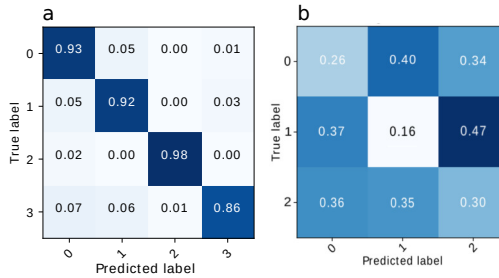 a
True label
0 0.93 0.05 0.00 0.01
1 0.05 0.92 0.00 0.03
2 0.02 0.00 0.98 0.00
3 0.07 0.06 0.01 0.86
0 1 2 3
Predicted label
b
True label
0 0.26 0.40 0.34
1 0.37 0.16 0.47
2 0.36 0.35 0.30
0 1 2
Predicted label